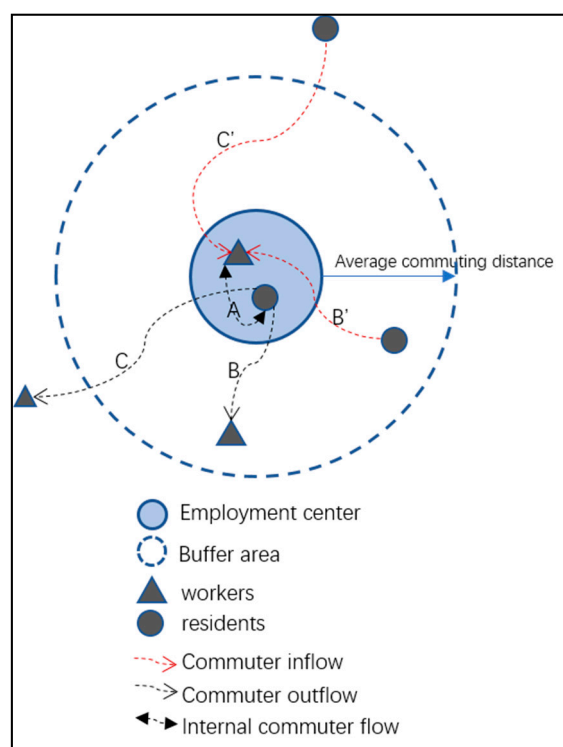 C'
Average commuting distance
A
B'
C
B
Employment center
Buffer area
workers
residents
Commuter inflow
Commuter outflow
Internal commuter flow